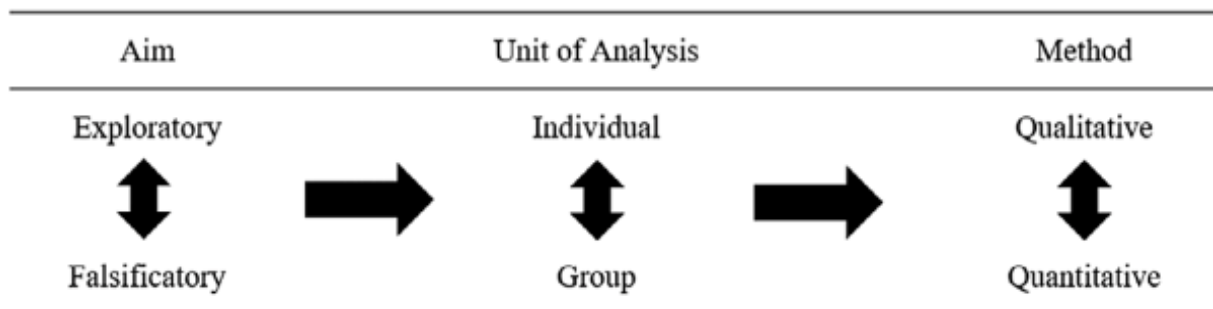 Aim Unit of Analysis Method
Exploratory Individual Qualitative
Falsificatory Group Quantitative